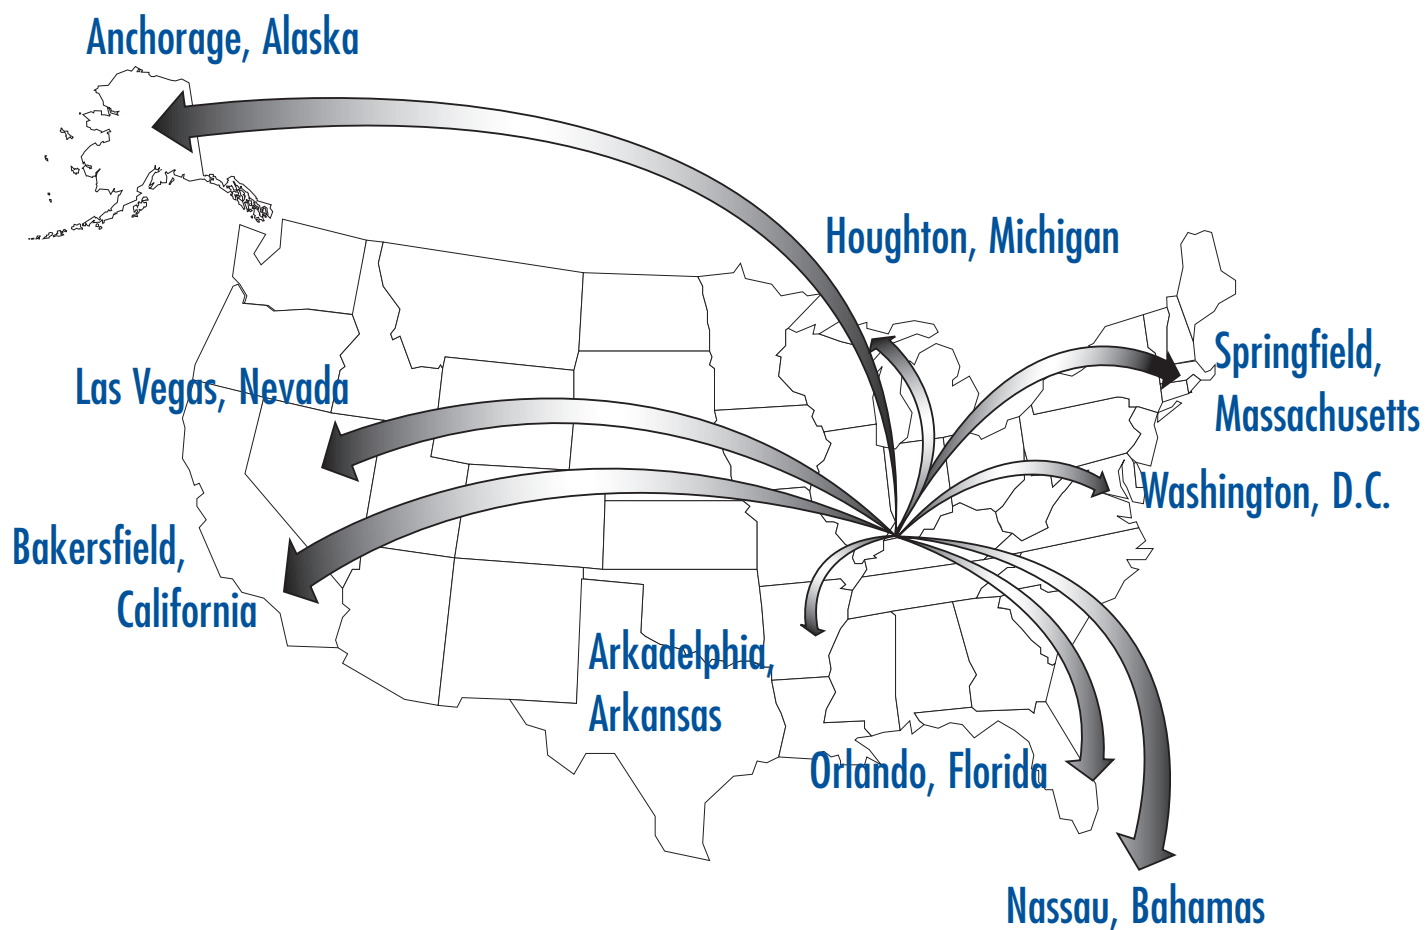 Anchorage, Alaska
Houghton, Michigan
Springfield,
Massachusetts
Las Vegas, Nevada
Washington, D.C.
Bakersfield,
California
Arkadelphia,
Arkansas
Orlando, Florida
Nassau, Bahamas